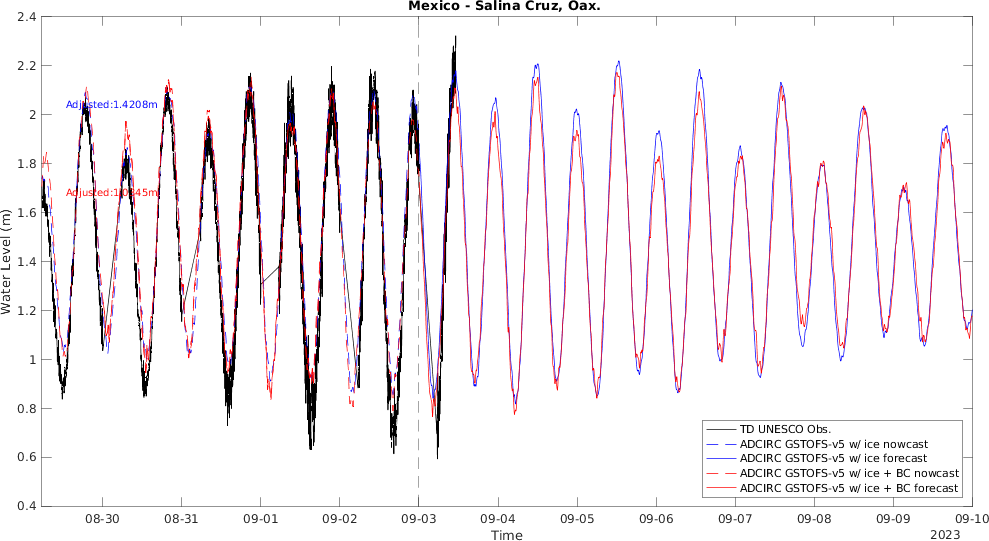 Mexico - Salina Cruz, Oax.
2.4
2.2
2
1.8
1.6
1.4
1.2
1
0.8
0.6
0.4
Water Level (m)
Adjusted:1.4208m
TD UNESCO Obs.
ADCIRC GSTOFS-v5 w/ ice nowcast
ADCIRC GSTOFS-v5 w/ ice forecast
ADCIRC GSTOFS-v5 w/ ice + BC nowcast
ADCIRC GSTOFS-v5 w/ ice + BC forecast
08-30 08-31 09-01 09-02 09-03 09-04 09-05 09-06 09-07 09-08 09-09 09-10
2023
Time